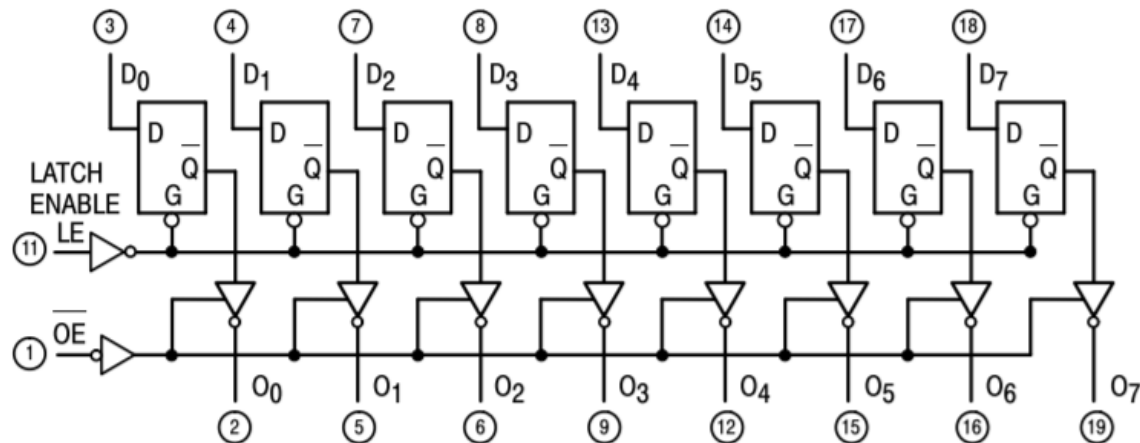 3 4 7 8 13 14 17 18
D0 D1 D2 D3 D4 D5 D6 D7
D D D D D D D D
Q̅ Q̅ Q̅ Q̅ Q̅ Q̅ Q̅ Q̅
G G G G G G G G
LATCH
ENABLE
LE
11
O̅E̅
1
O0 O1 O2 O3 O4 O5 O6 O7
2 5 6 9 12 15 16 19